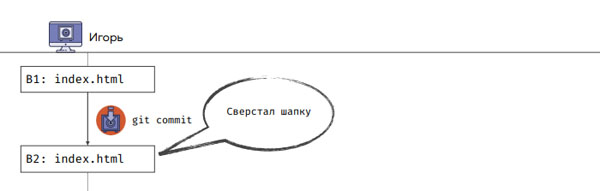 Игорь
B1: index.html
git commit
Сверстал шапку
B2: index.html